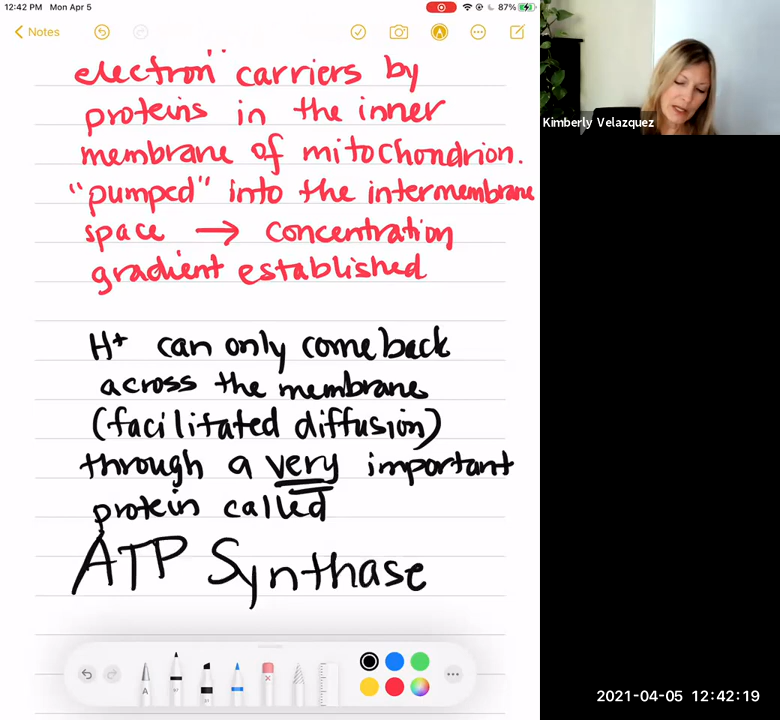 12:42 PM Mon Apr 5
87%
Notes
electron" carriers by
proteins in the inner
membrane of mitochondrion.
"pumped" into the intermembrane
space → concentration
gradient established
H+ can only come back
across the membrane
(facilitated diffusion)
through a very important
protein called
ATP Synthase
Kimberly Velazquez
2021-04-05 12:42:19